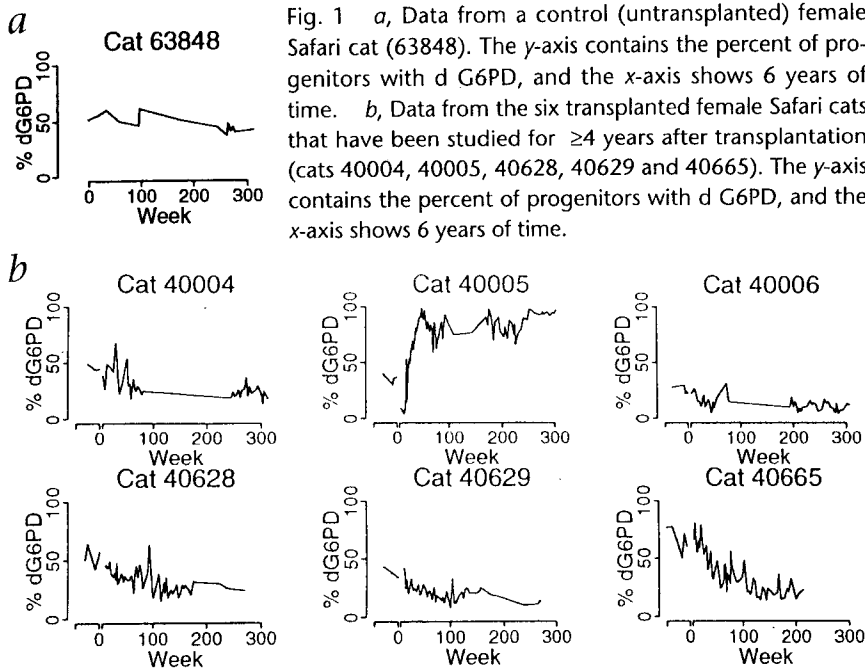 a
Cat 63848
% dG6PD
0 50 100
0 100 200 300
Week
Fig. 1 a, Data from a control (untransplanted) female
Safari cat (63848). The y-axis contains the percent of pro-
genitors with d G6PD, and the x-axis shows 6 years of
time. b, Data from the six transplanted female Safari cats
that have been studied for ≥4 years after transplantation
(cats 40004, 40005, 40628, 40629 and 40665). The y-axis
contains the percent of progenitors with d G6PD, and the
x-axis shows 6 years of time.
b
Cat 40004
% dG6PD
0 50 100
0 100 200 300
Week
Cat 40005
% dG6PD
0 50 100
0 100 200 300
Week
Cat 40006
% dG6PD
0 50 100
0 100 200 300
Week
Cat 40628
% dG6PD
0 50 100
0 100 200 300
Week
Cat 40629
% dG6PD
0 50 100
0 100 200 300
Week
Cat 40665
% dG6PD
0 50 100
0 100 200 300
Week